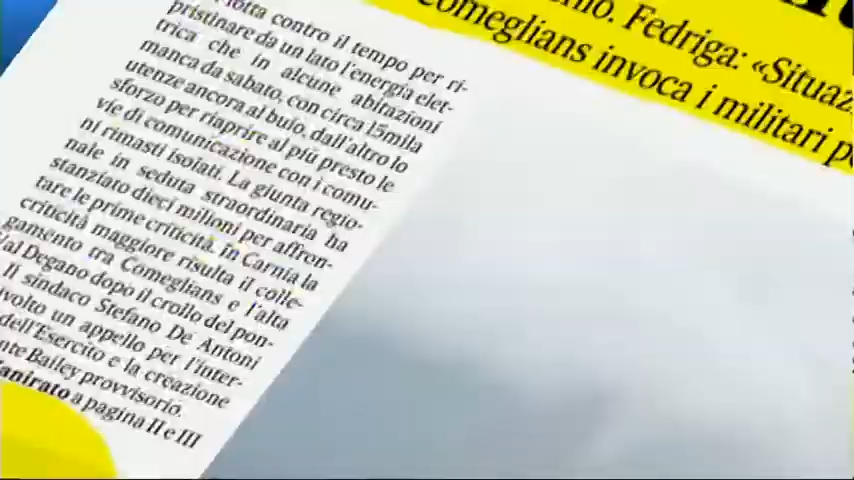 Fedriga: «Situaz
Comeglians invoca i militari p
lotta contro il tempo per ri-
pristinare da un lato l'energia elet-
trica che in alcune abitazioni
manca da sabato, con circa 15mila
utenze ancora al buio, dall'altro lo
sforzo per riaprire al più presto le
vie di comunicazione con i comu-
ni rimasti isolati. La giunta regio-
nale in seduta straordinaria ha
stanziato dieci milioni per affron-
tare le prime criticità. in Carnia la
criticità maggiore risulta il colle-
gamento tra Comeglians e l'alta
al Degano dopo il crollo del pon-
Il sindaco Stefano De Antoni
volto un appello per l'inter-
dell'Esercito e la creazione
nte Bailey provvisorio.
anirato a pagina II e III